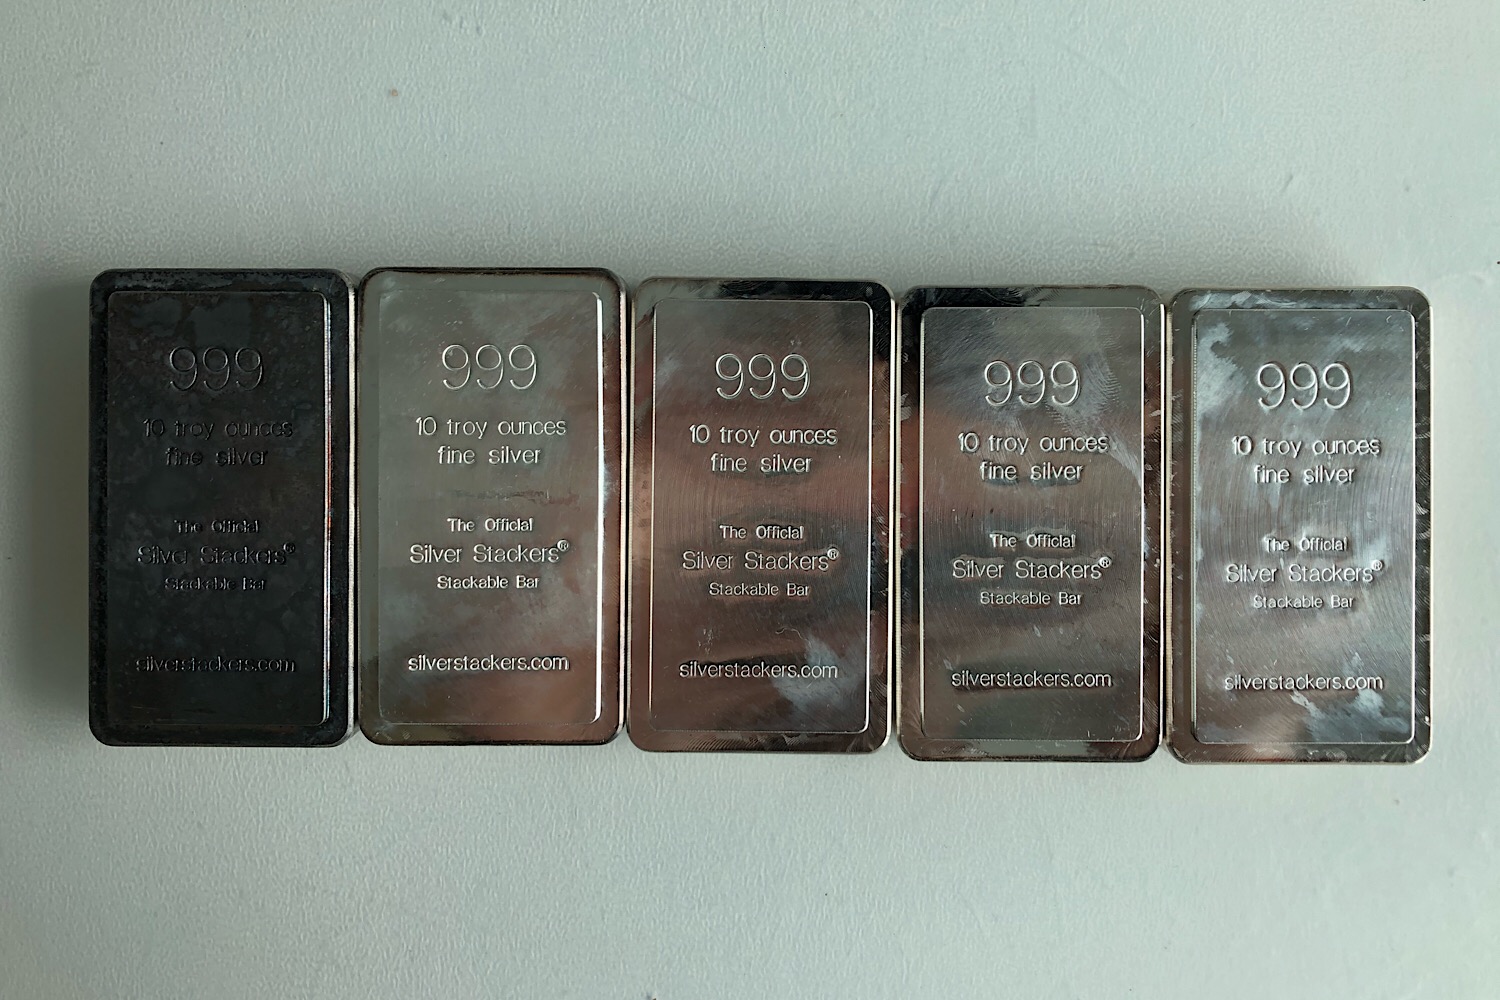 999
10 troy ounces
fine silver
The Official
Silver Stackers®
Stackable Bar
silverstackers.com
999
10 troy ounces
fine silver
The Official
Silver Stackers®
Stackable Bar
silverstackers.com
999
10 troy ounces
fine silver
The Official
Silver Stackers®
Stackable Bar
silverstackers.com
999
10 troy ounces
fine silver
The Official
Silver Stackers®
Stackable Bar
silverstackers.com
999
10 troy ounces
fine silver
The Official
Silver Stackers®
Stackable Bar
silverstackers.com